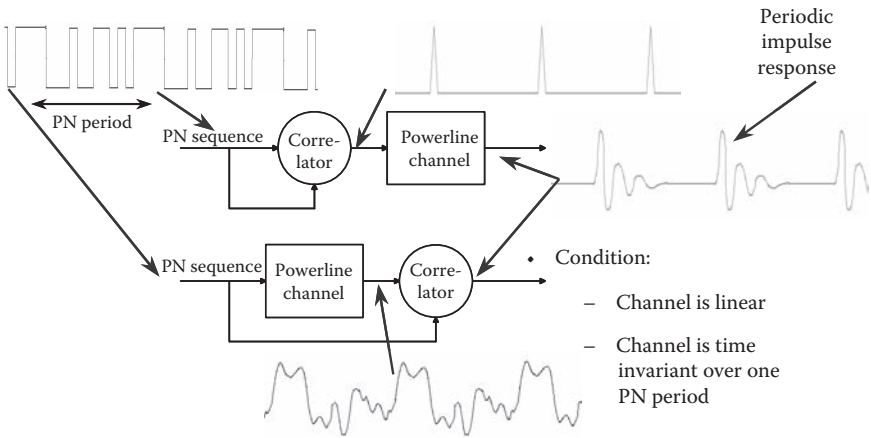 Periodic
impulse
response
PN period
PN sequence
Corre-
lator
Powerline
channel
PN sequence
Powerline
channel
Corre-
lator
• Condition:
– Channel is linear
– Channel is time
invariant over one
PN period